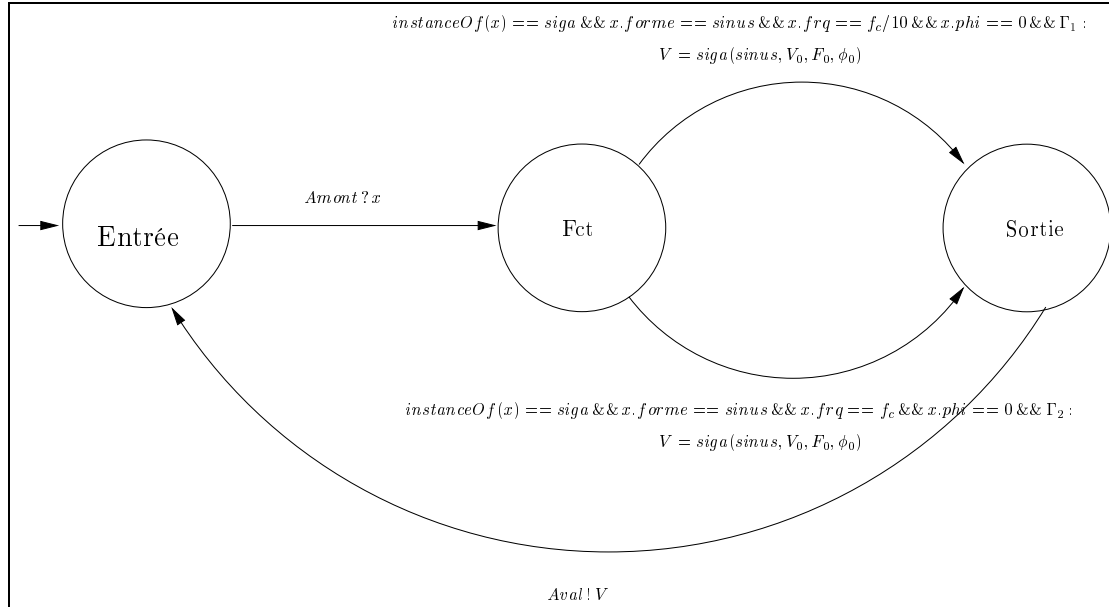 instanceOf(x) == siga && x.forme == sinus && x.frq == f_c/10 && x.phi == 0 && Γ_1 :
V = siga(sinus, V_0, F_0, ϕ_0)
Amont ? x
Entrée
Fct
Sortie
instanceOf(x) == siga && x.forme == sinus && x.frq == f_c && x.phi == 0 && Γ_2 :
V = siga(sinus, V_0, F_0, ϕ_0)
Aval ! V